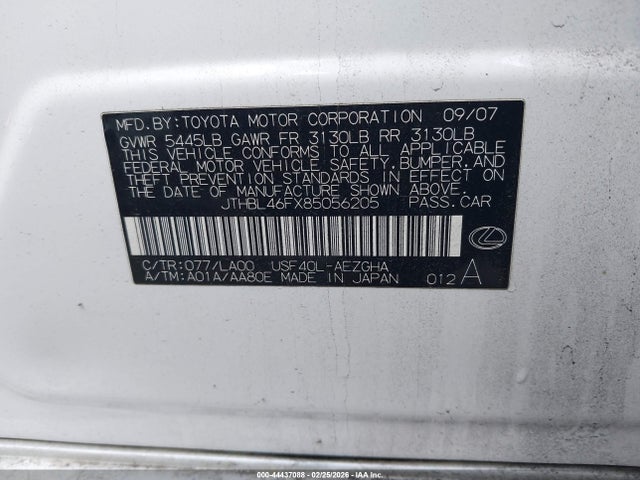 MFD.BY:TOYOTA MOTOR CORPORATION 09/07
GVWR 5445LB GAWR FR 3130LB RR 3130LB
THIS VEHICLE CONFORMS TO ALL APPLICABLE
FEDERAL MOTOR VEHICLE SAFETY,BUMPER,AND
THEFT PREVENTION STANDARDS IN EFFECT ON
THE DATE OF MANUFACTURE SHOWN ABOVE.
JTHBL46FX85056205 PASS.CAR
C/TR:077/LA00 USF40L-AEZGHA
A/TM:A01A/AA80E MADE IN JAPAN 012 A
000-44437088 - 02/25/2026 - IAAI.com